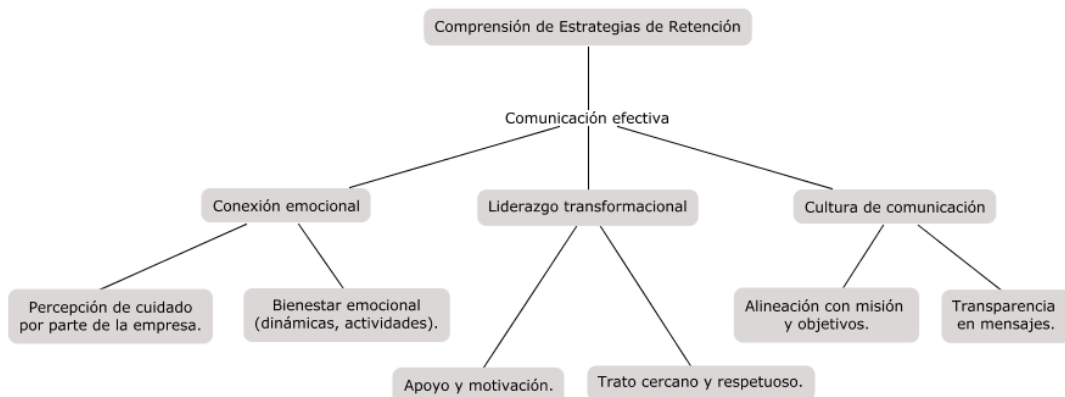 Comprensión de Estrategias de Retención
Comunicación efectiva
Conexión emocional
Liderazgo transformacional
Cultura de comunicación
Percepción de cuidado
por parte de la empresa.
Bienestar emocional
(dinámicas, actividades).
Alineación con misión
y objetivos.
Transparencia
en mensajes.
Apoyo y motivación.
Trato cercano y respetuoso.